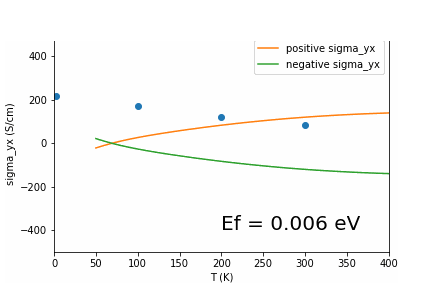 positive sigma_yx
negative sigma_yx
400
200
0
−200
−400
sigma_yx (S/cm)
Ef = 0.006 eV
0 50 100 150 200 250 300 350 400
T (K)